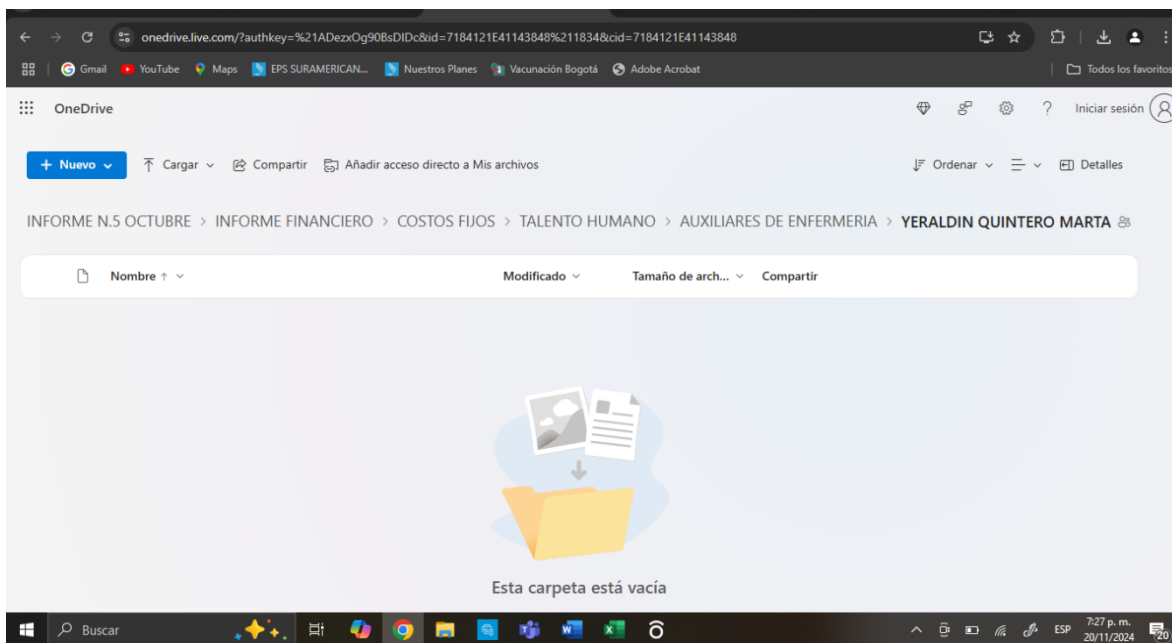 onedrive.live.com/?authkey=%21ADezxOg90BsDIDc&id=7184121E41143848%211834&cid=7184121E41143848
Gmail YouTube Maps EPS SURAMERICAN... Nuestros Planes Vacunación Bogotá Adobe Acrobat Todos los favoritos
OneDrive Iniciar sesión
+ Nuevo Cargar Compartir Añadir acceso directo a Mis archivos Ordenar Detalles
INFORME N.5 OCTUBRE > INFORME FINANCIERO > COSTOS FIJOS > TALENTO HUMANO > AUXILIARES DE ENFERMERIA > YERALDIN QUINTERO MARTA
Nombre ↑ Modificado Tamaño de arch... Compartir
Esta carpeta está vacía
Buscar ESP 7:27 p. m.
20/11/2024